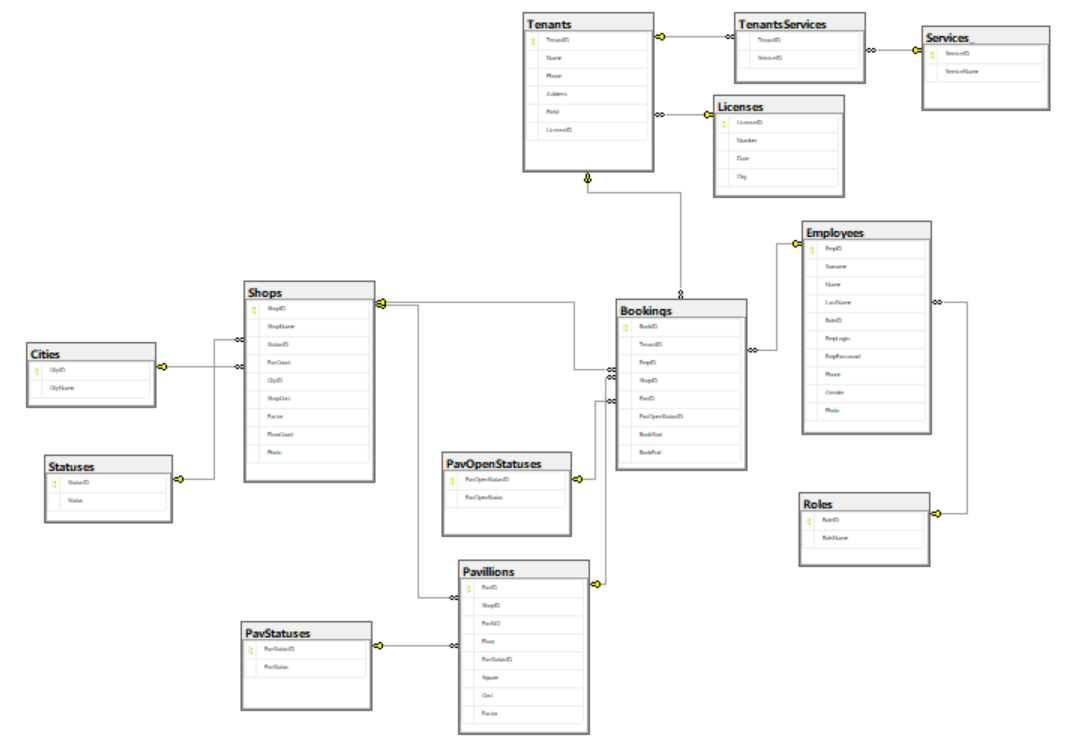 Tenants
TenantID
Name
Phone
Address
Field
LicenseID
TenantsServices
TenantID
ServiceID
Services_
ServiceID
ServiceName
Licenses
LicenseID
Number
Date
Org
Employees
EmpID
Surname
Name
LastName
RoleID
EmpLogin
EmpPassword
Phone
Gender
Photo
Shops
ShopID
ShopName
StatusID
PavCount
CityID
ShopCost
Factor
FloorCount
Photo
Bookings
BookID
TenantID
EmpID
ShopID
PavID
PavOpenStatusID
BookStart
BookEnd
Cities
CityID
CityName
Statuses
StatusID
Status
PavOpenStatuses
PavOpenStatusID
PavOpenStatus
Roles
RoleID
RoleName
Pavillions
PavID
ShopID
PavNO
Floor
PavStatusID
Square
Cost
Factor
PavStatuses
PavStatusID
PavStatus